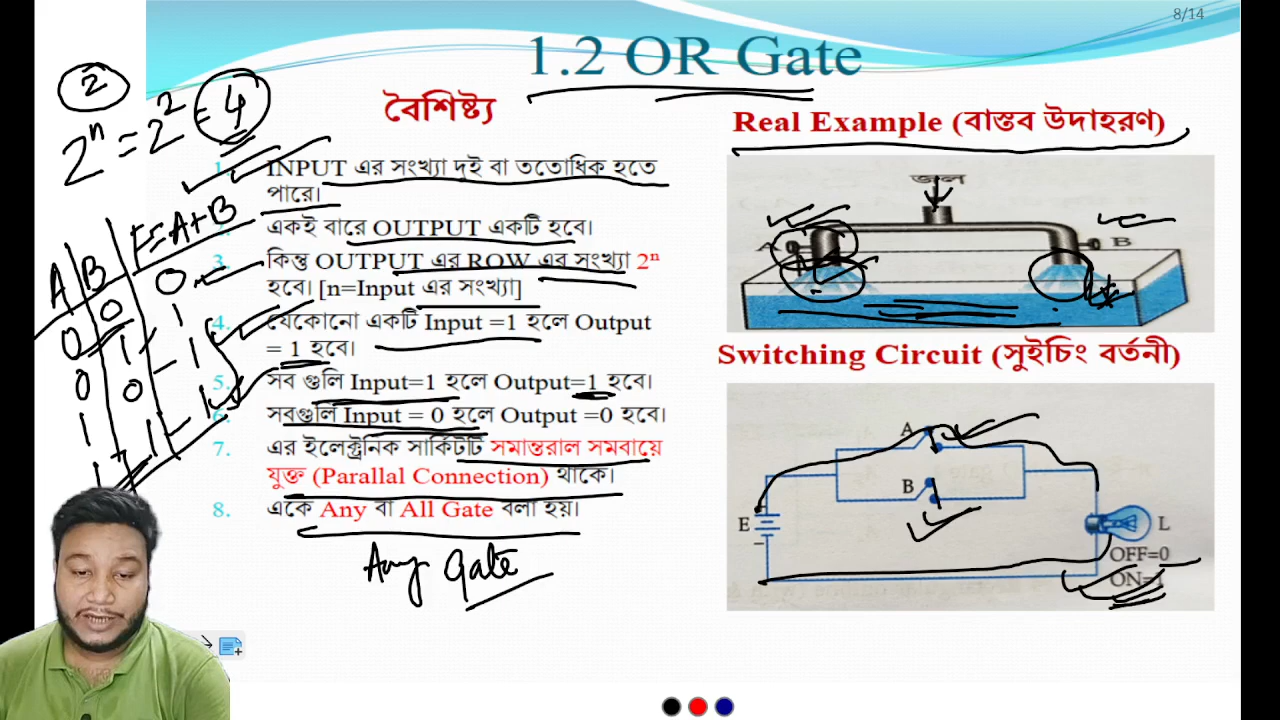 8/14
1.2 OR Gate
2
2ⁿ = 2² = 4
বৈশিষ্ট্য
1. INPUT এর সংখ্যা দুই বা ততোধিক হতে
পারে।
একই বারে OUTPUT একটি হবে।
3. কিন্তু OUTPUT এর ROW এর সংখ্যা 2ⁿ
হবে। [n=Input এর সংখ্যা]
4. যেকোনো একটি Input =1 হলে Output
= 1 হবে।
5. সব গুলি Input=1 হলে Output=1 হবে।
6. সবগুলি Input = 0 হলে Output =0 হবে।
7. এর ইলেক্ট্রনিক সার্কিটটি সমান্তরাল সমবায়ে
যুক্ত (Parallal Connection) থাকে।
8. একে Any বা All Gate বলা হয়।
Any Gate
A B F=A+B
0 0 0
0 1 1
1 0 1
1 1 1
Real Example (বাস্তব উদাহরণ)
জল
A B
Switching Circuit (সুইচিং বর্তনী)
A
B
E + −
L
OFF=0
ON=1